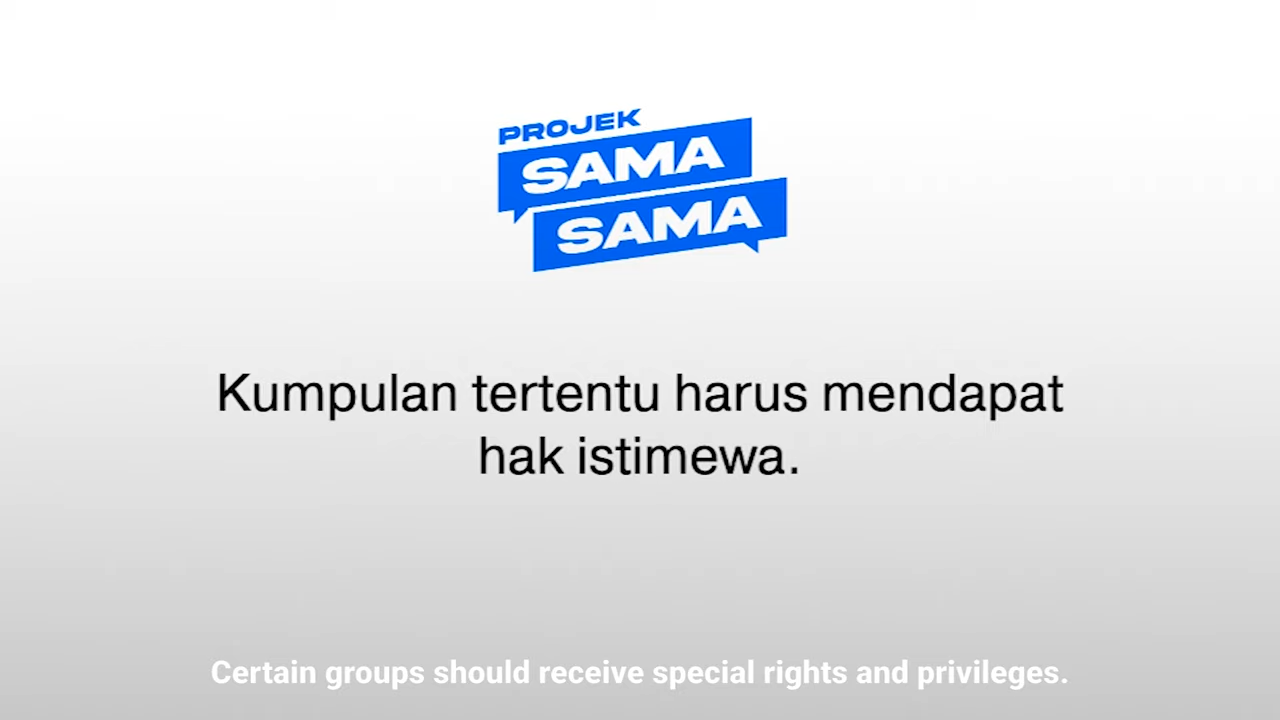 PROJEK
SAMA
SAMA
Kumpulan tertentu harus mendapat
hak istimewa.
Certain groups should receive special rights and privileges.